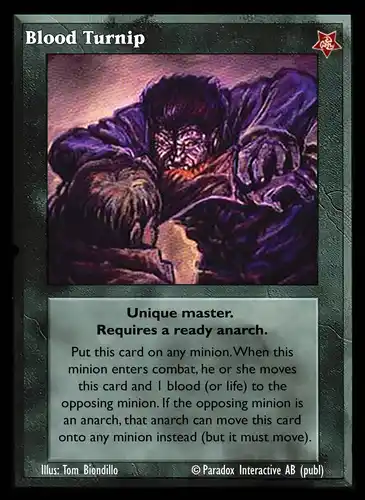 Blood Turnip
Unique master.
Requires a ready anarch.
Put this card on any minion. When this
minion enters combat, he or she moves
this card and 1 blood (or life) to the
opposing minion. If the opposing minion is
an anarch, that anarch can move this card
onto any minion instead (but it must move).
Illus: Tom Biondillo
© Paradox Interactive AB (publ)